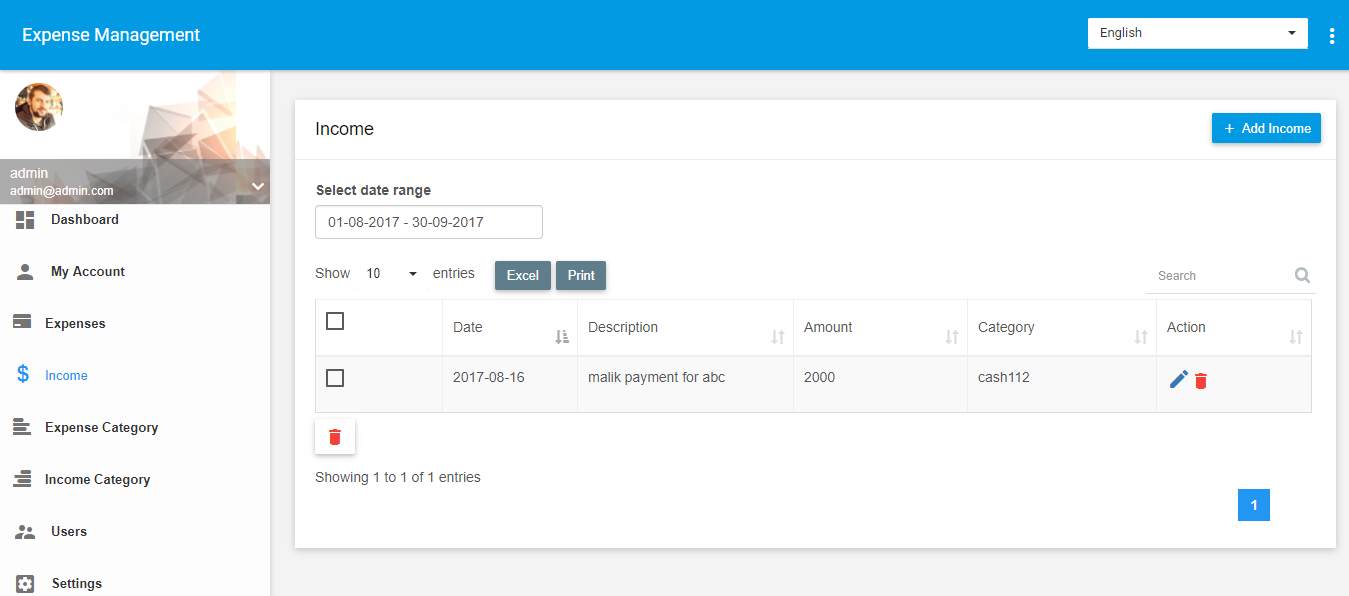 Expense Management
English
admin
admin@admin.com
Dashboard
My Account
Expenses
Income
Expense Category
Income Category
Users
Settings
Income
+ Add Income
Select date range
01-08-2017 - 30-09-2017
Show 10 entries Excel Print Search
Date Description Amount Category Action
2017-08-16 malik payment for abc 2000 cash112
Showing 1 to 1 of 1 entries
1